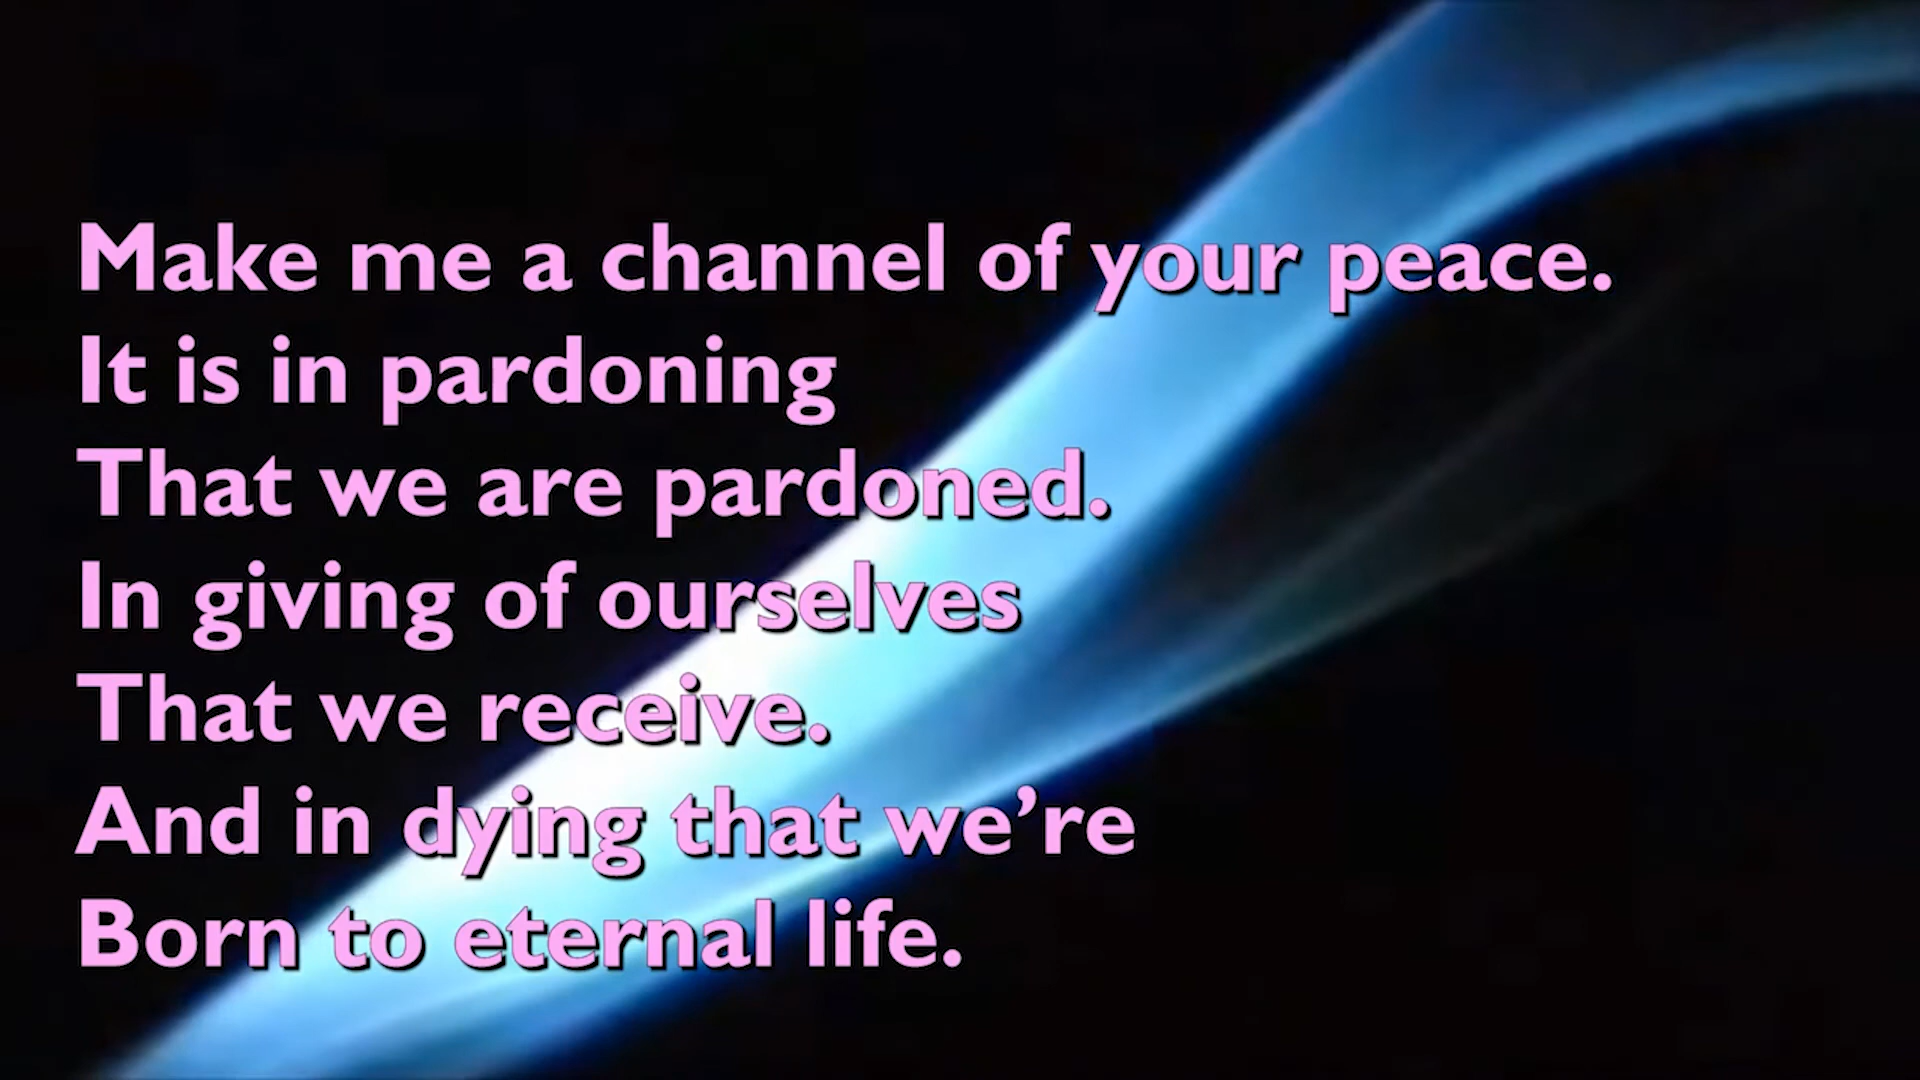 Make me a channel of your peace.
It is in pardoning
That we are pardoned.
In giving of ourselves
That we receive.
And in dying that we’re
Born to eternal life.